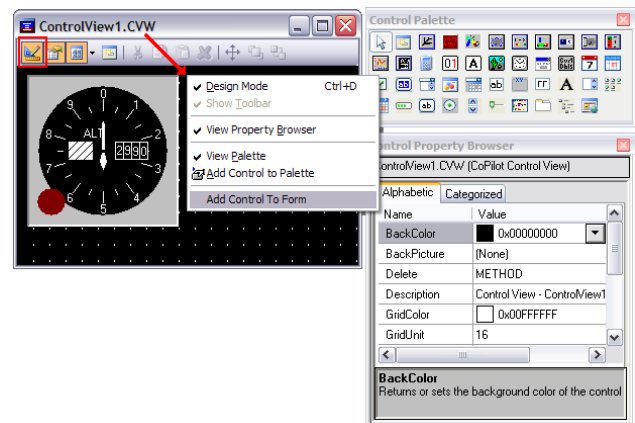 ControlView1.CVW
9 0 1
8 ALT 2
2990
7 3
6 5 4
Design Mode Ctrl+D
Show Toolbar
View Property Browser
View Palette
Add Control to Palette
Add Control To Form
Control Palette
01 A
7
ab
A
ab
ontrol Property Browser
ControlView1.CVW (CoPilot Control View)
Alphabetic Categorized
Name Value
BackColor 0x00000000
BackPicture (None)
Delete METHOD
Description Control View - ControlView1
GridColor 0x00FFFFFF
GridUnit 16
BackColor
Returns or sets the background color of the control